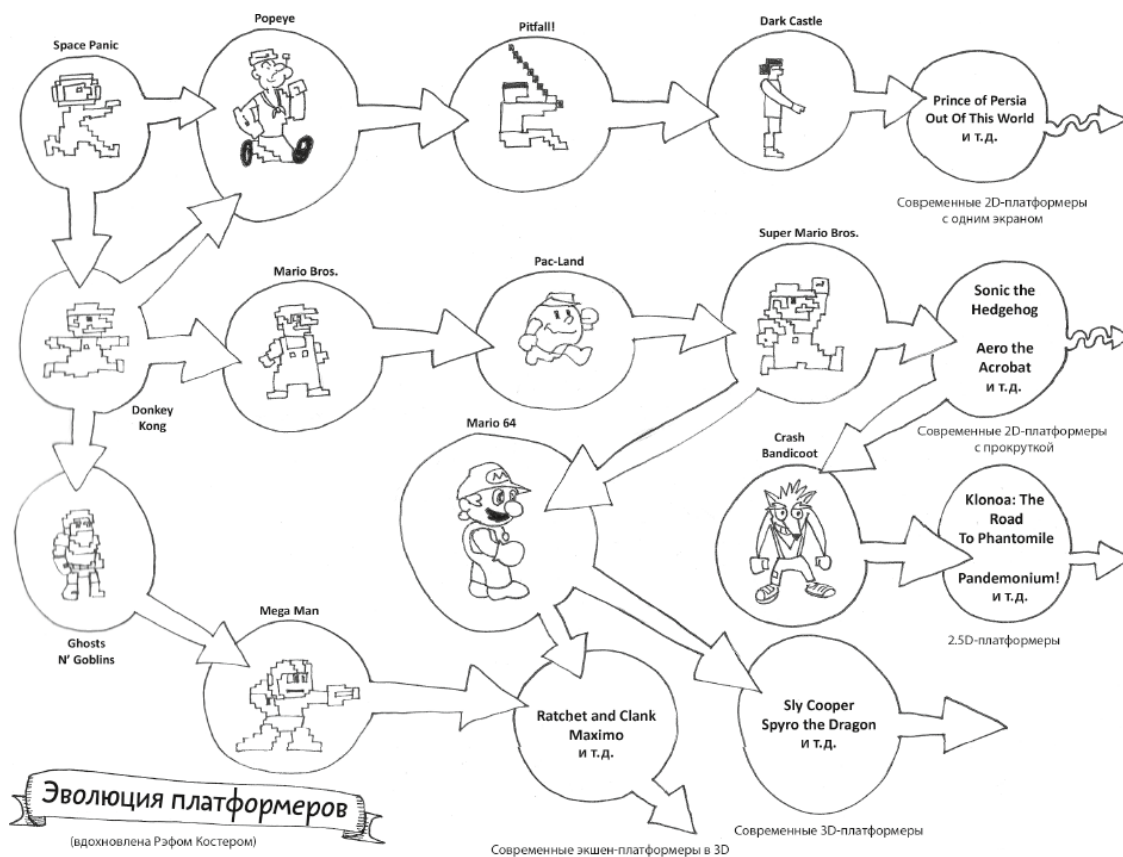 Space Panic
Popeye
Pitfall!
Dark Castle
Prince of Persia
Out Of This World
и т.д.
Современные 2D-платформеры
с одним экраном
Donkey
Kong
Mario Bros.
Pac-Land
Super Mario Bros.
Sonic the
Hedgehog
Aero the
Acrobat
и т.д.
Современные 2D-платформеры
с прокруткой
Mario 64
M
Crash
Bandicoot
Klonoa: The
Road
To Phantomile
Pandemonium!
и т.д.
2.5D-платформеры
Ghosts
N’ Goblins
Mega Man
Ratchet and Clank
Maximo
и т.д.
Современные экшен-платформеры в 3D
Sly Cooper
Spyro the Dragon
и т.д.
Современные 3D-платформеры
Эволюция платформеров
(вдохновлена Рэфом Костером)